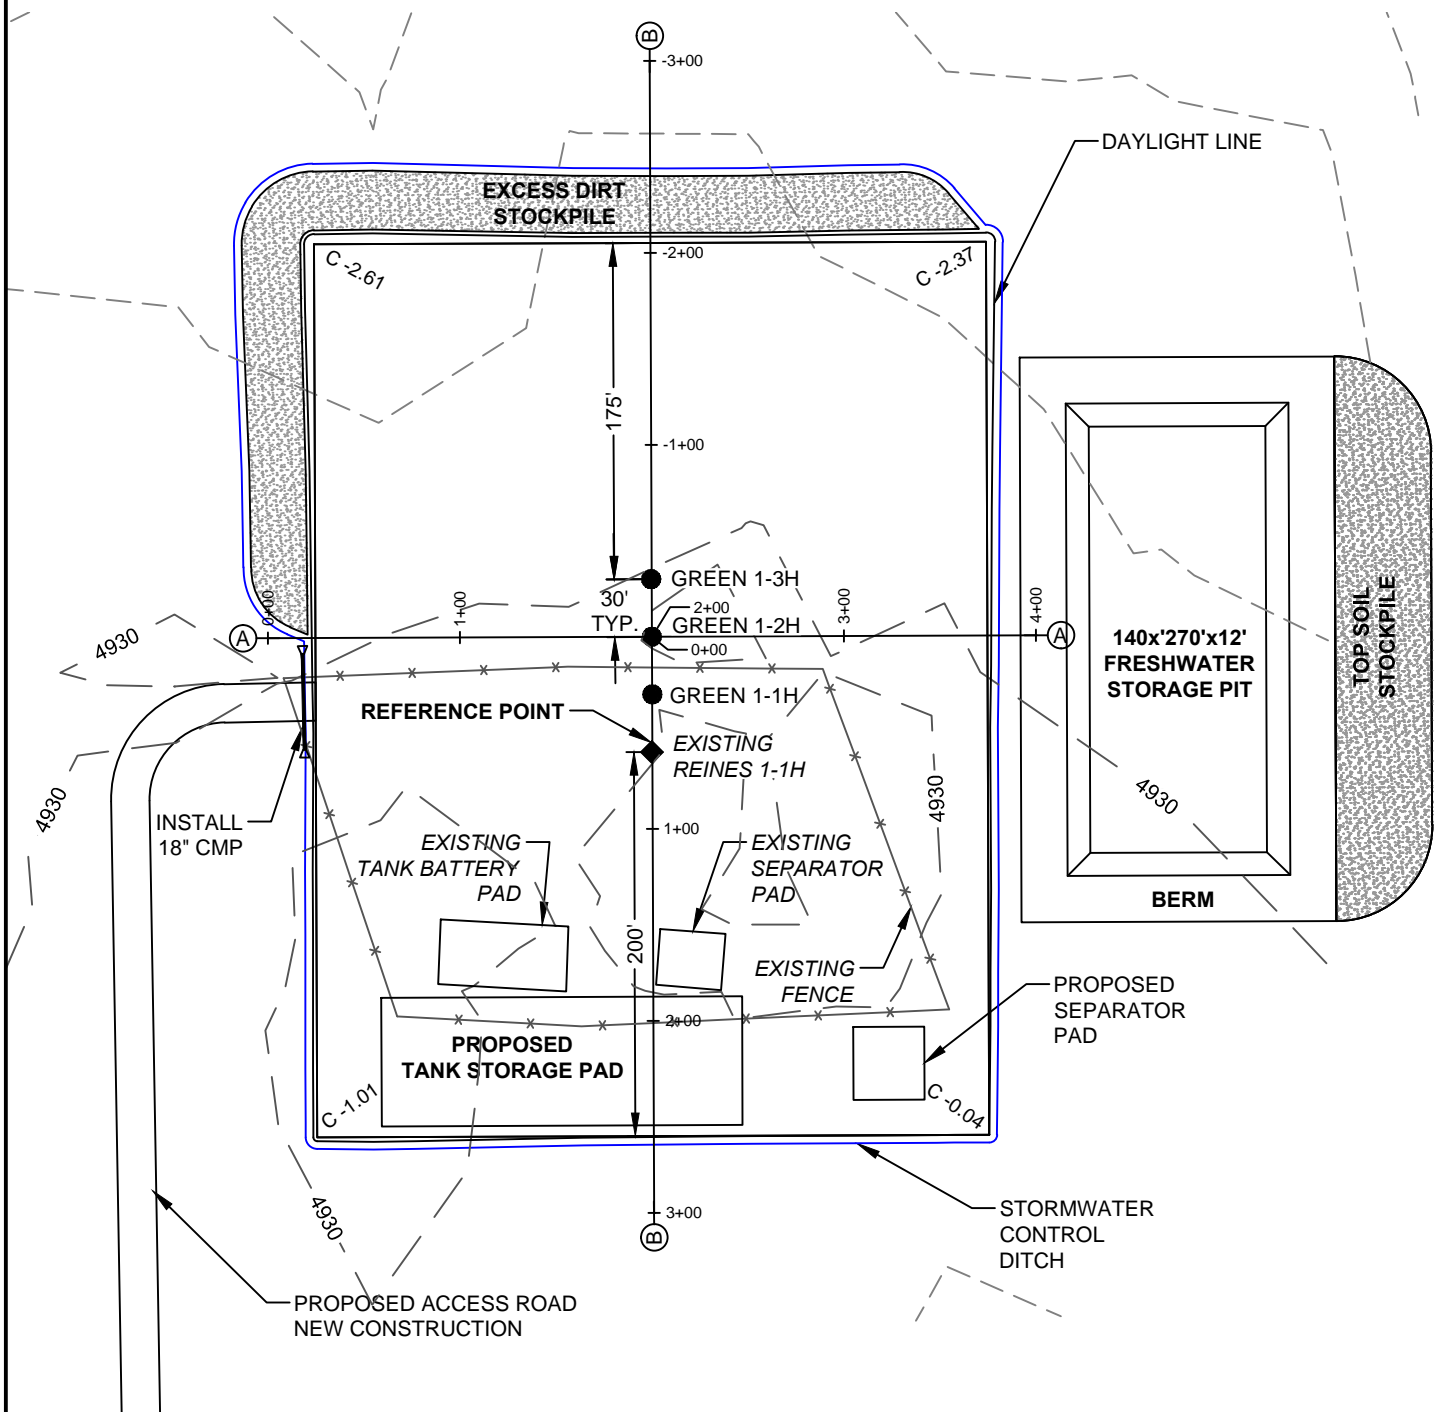 B
-3+00
DAYLIGHT LINE
EXCESS DIRT
STOCKPILE
C -2.61
-2+00
C -2.37
175'
-1+00
GREEN 1-3H
30'
TYP.
2+00
GREEN 1-2H
0+00
A
0+00
1+00
3+00
4+00
A
140x'270'x12'
FRESHWATER
STORAGE PIT
TOP SOIL
STOCKPILE
4930
GREEN 1-1H
REFERENCE POINT
EXISTING
REINES 1-1H
4930
4930
4930
INSTALL
18" CMP
1+00
EXISTING
TANK BATTERY
PAD
EXISTING
SEPARATOR
PAD
BERM
200'
EXISTING
FENCE
PROPOSED
SEPARATOR
PAD
2+00
PROPOSED
TANK STORAGE PAD
C -1.01
C -0.04
4930
3+00
B
STORMWATER
CONTROL
DITCH
PROPOSED ACCESS ROAD
NEW CONSTRUCTION